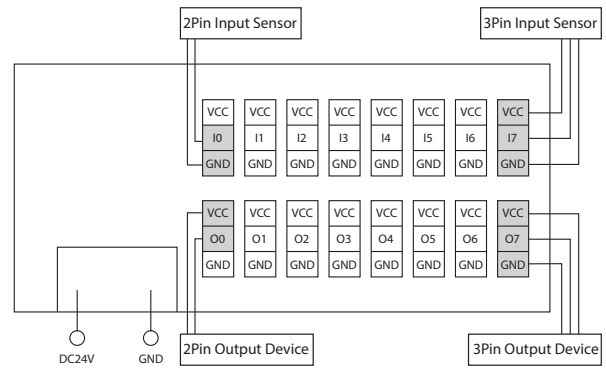 2Pin Input Sensor 3Pin Input Sensor
VCC VCC VCC VCC VCC VCC VCC VCC
I0 I1 I2 I3 I4 I5 I6 I7
GND GND GND GND GND GND GND GND
VCC VCC VCC VCC VCC VCC VCC VCC
O0 O1 O2 O3 O4 O5 O6 O7
GND GND GND GND GND GND GND GND
DC24V GND 2Pin Output Device 3Pin Output Device